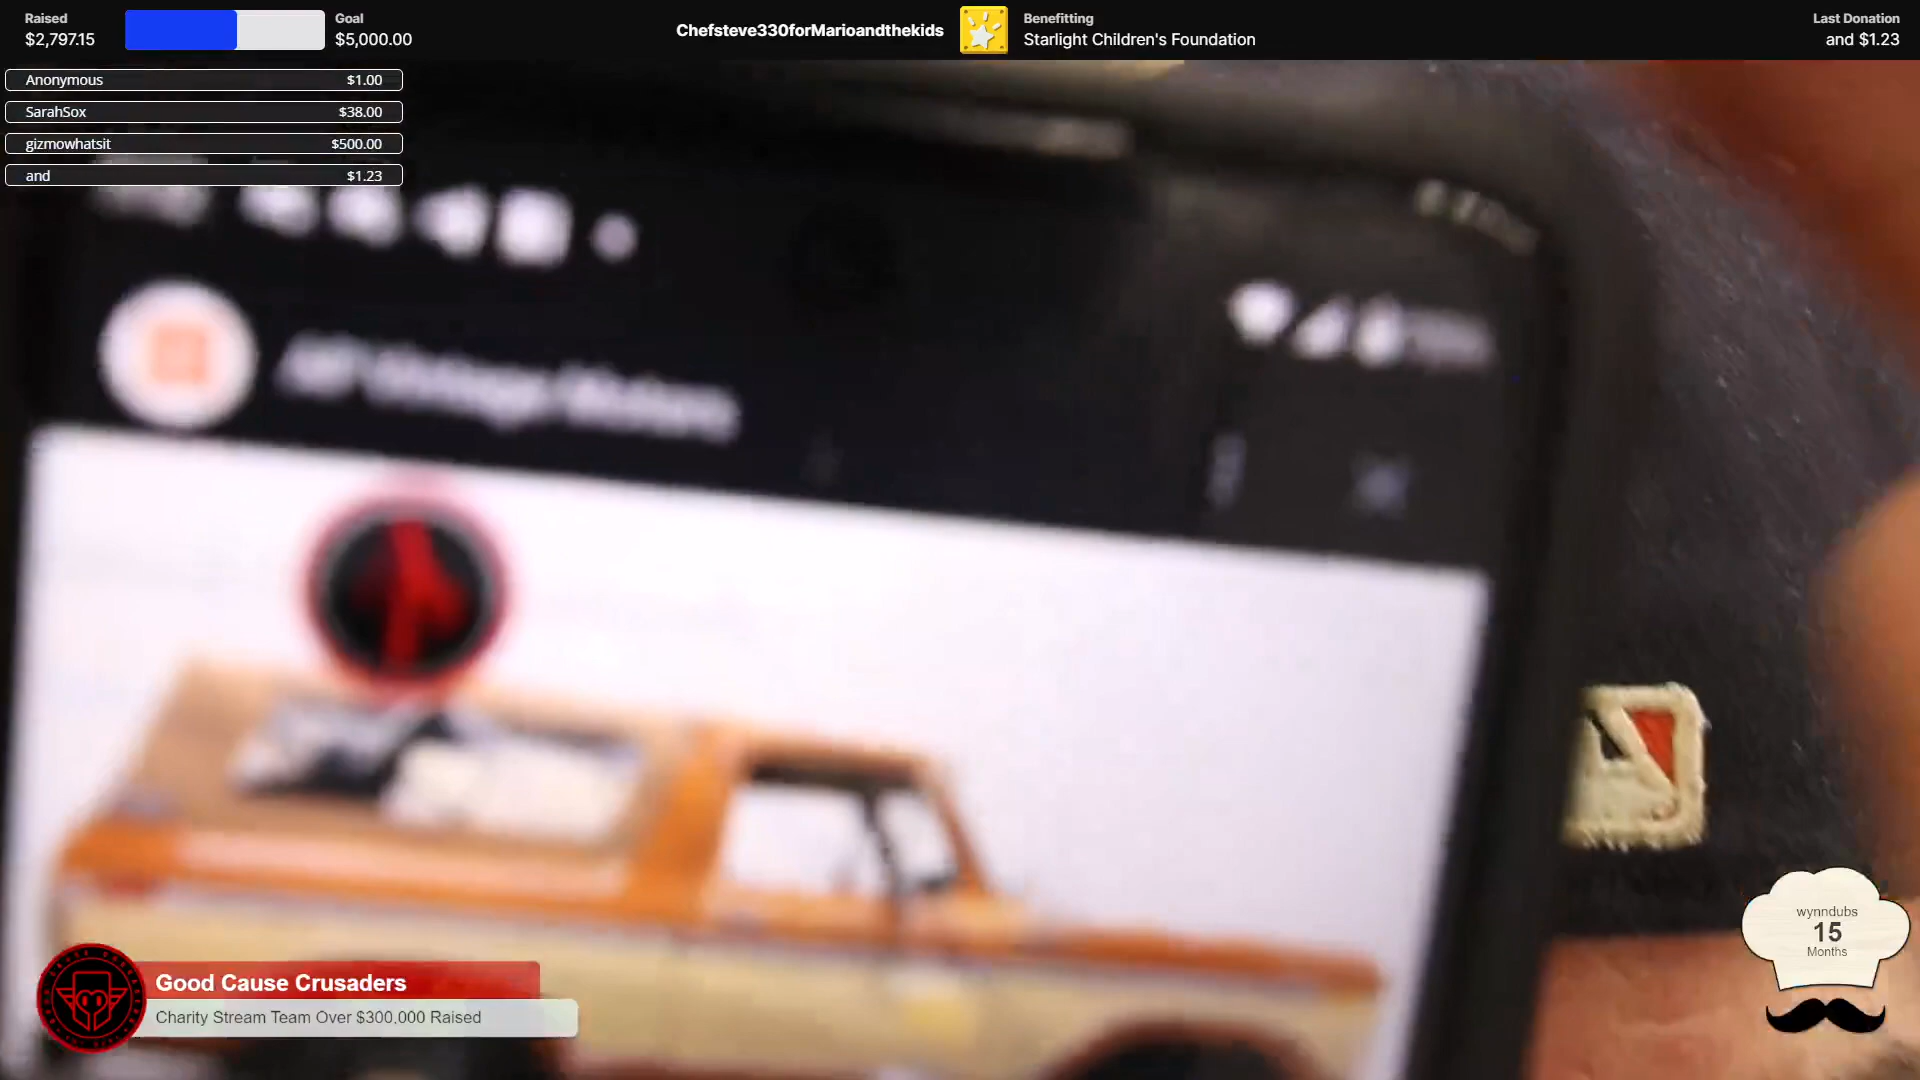 Raised
$2,797.15
Goal
$5,000.00
Chefsteve330forMarioandthekids
Benefitting
Starlight Children's Foundation
Last Donation
and $1.23
Anonymous $1.00
SarahSox $38.00
gizmowhatsit $500.00
and $1.23
Good Cause Crusaders
Charity Stream Team Over $300,000 Raised
wynndubs
15
Months